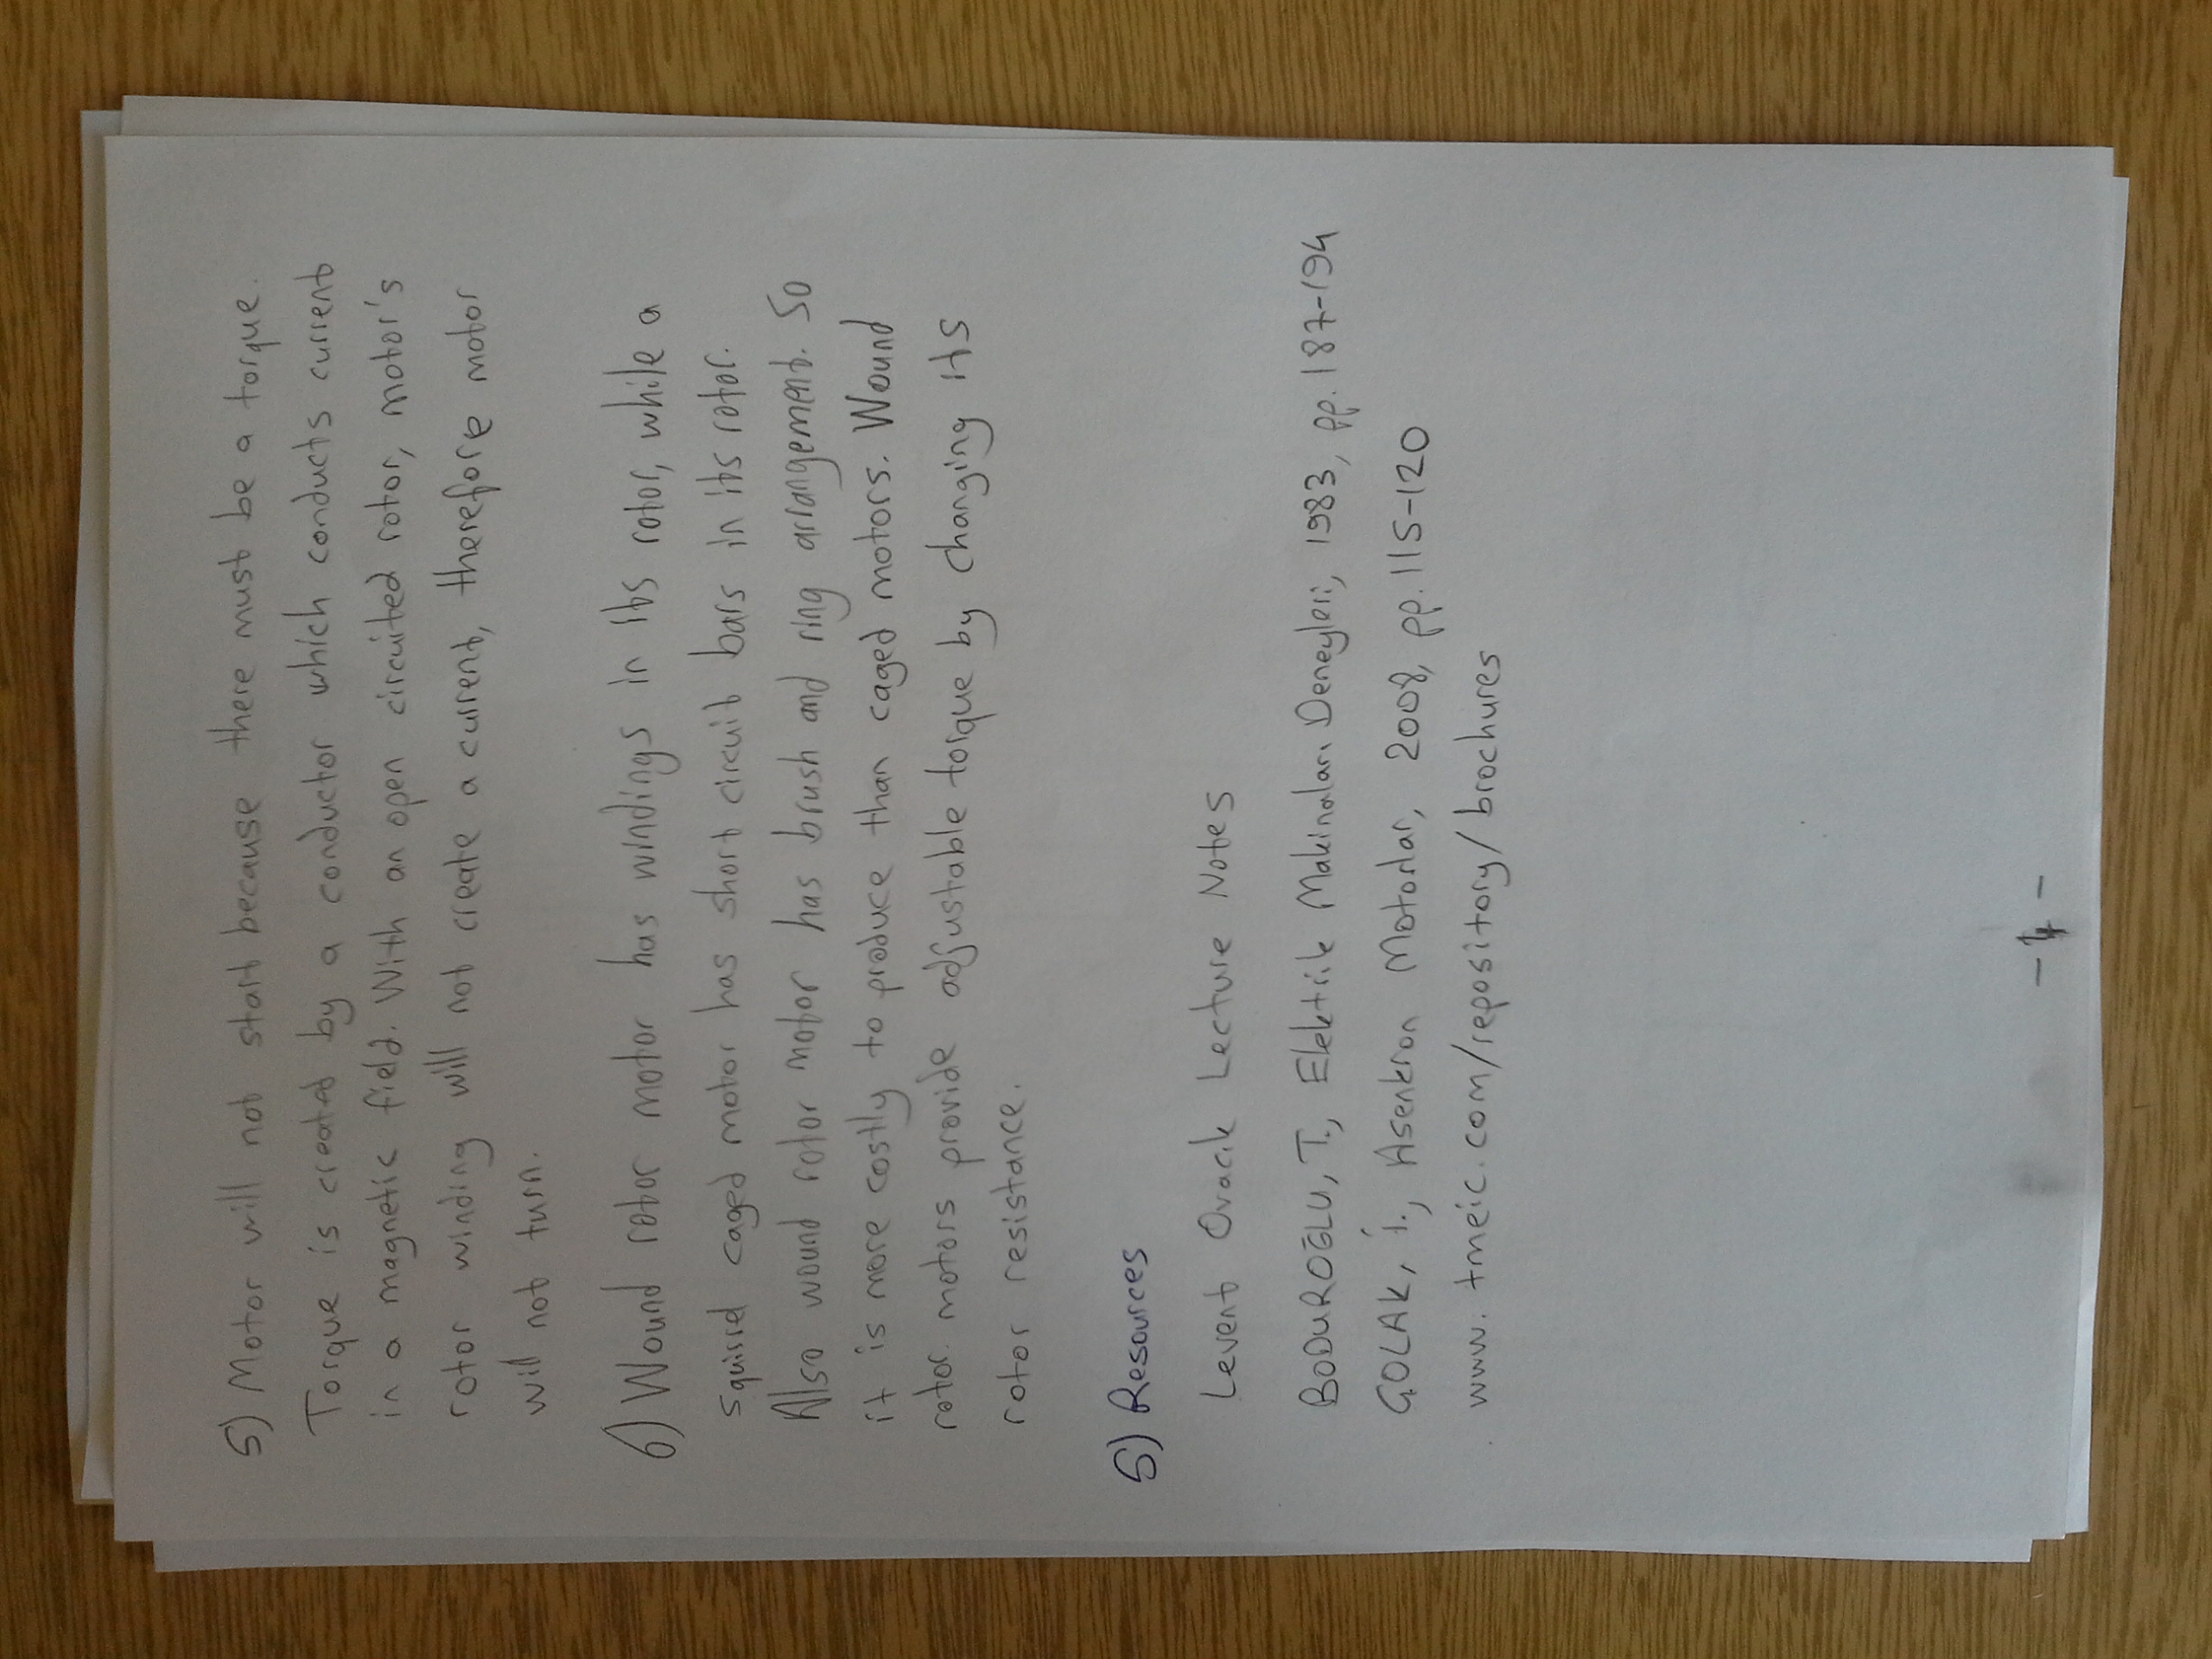 5) Motor will not start because there must be a torque.
Torque is created by a conductor which conducts current
in a magnetic field. With an open circuited rotor, motor's
rotor winding will not create a current, therefore motor
will not turn.
6) Wound rotor motor has windings in its rotor, while a
squirrel caged motor has short circuit bars in its rotor.
Also wound rotor motor has brush and ring arrangement. So
it is more costly to produce than caged motors. Wound
rotor motors provide adjustable torque by changing its
rotor resistance.
5) Resources
Levent Ovacık Lecture Notes
BODUROĞLU, T., Elektrik Makinaları Deneyleri, 1983, pp. 187-194
ÇOLAK, İ., Asenkron Motorlar, 2008, pp. 115-120
www.tmeic.com/repository/brochures
- 4 -